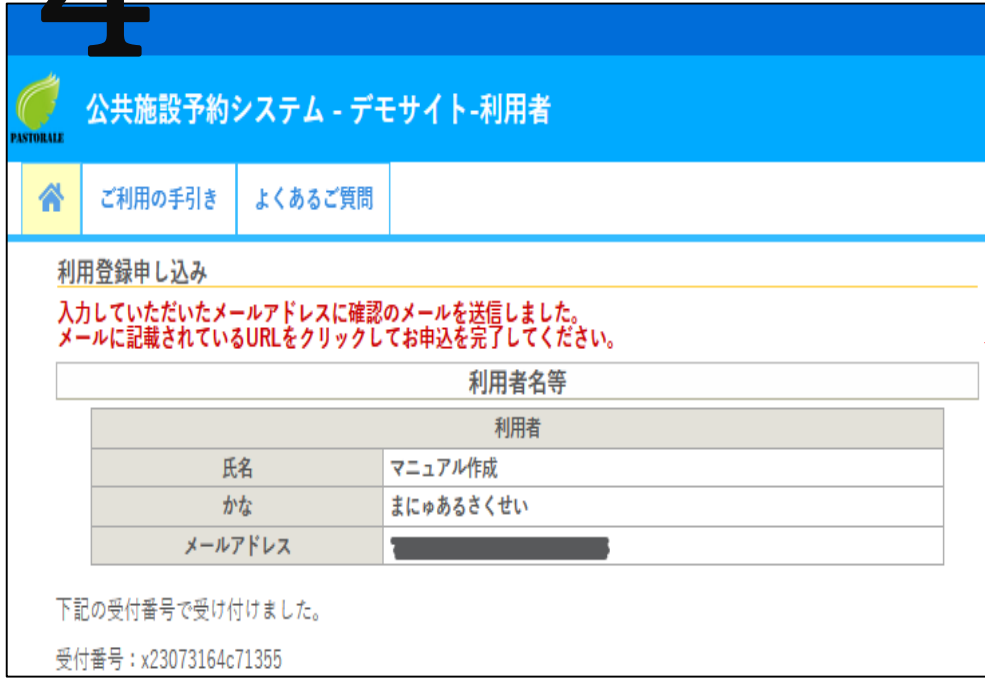 4
公共施設予約システム - デモサイト-利用者
PASTORALE
ご利用の手引き よくあるご質問
利用登録申し込み
入力していただいたメールアドレスに確認のメールを送信しました。
メールに記載されているURLをクリックしてお申込を完了してください。
利用者名等
利用者
氏名 マニュアル作成
かな まにゅあるさくせい
メールアドレス
下記の受付番号で受け付けました。
受付番号：x23073164c71355